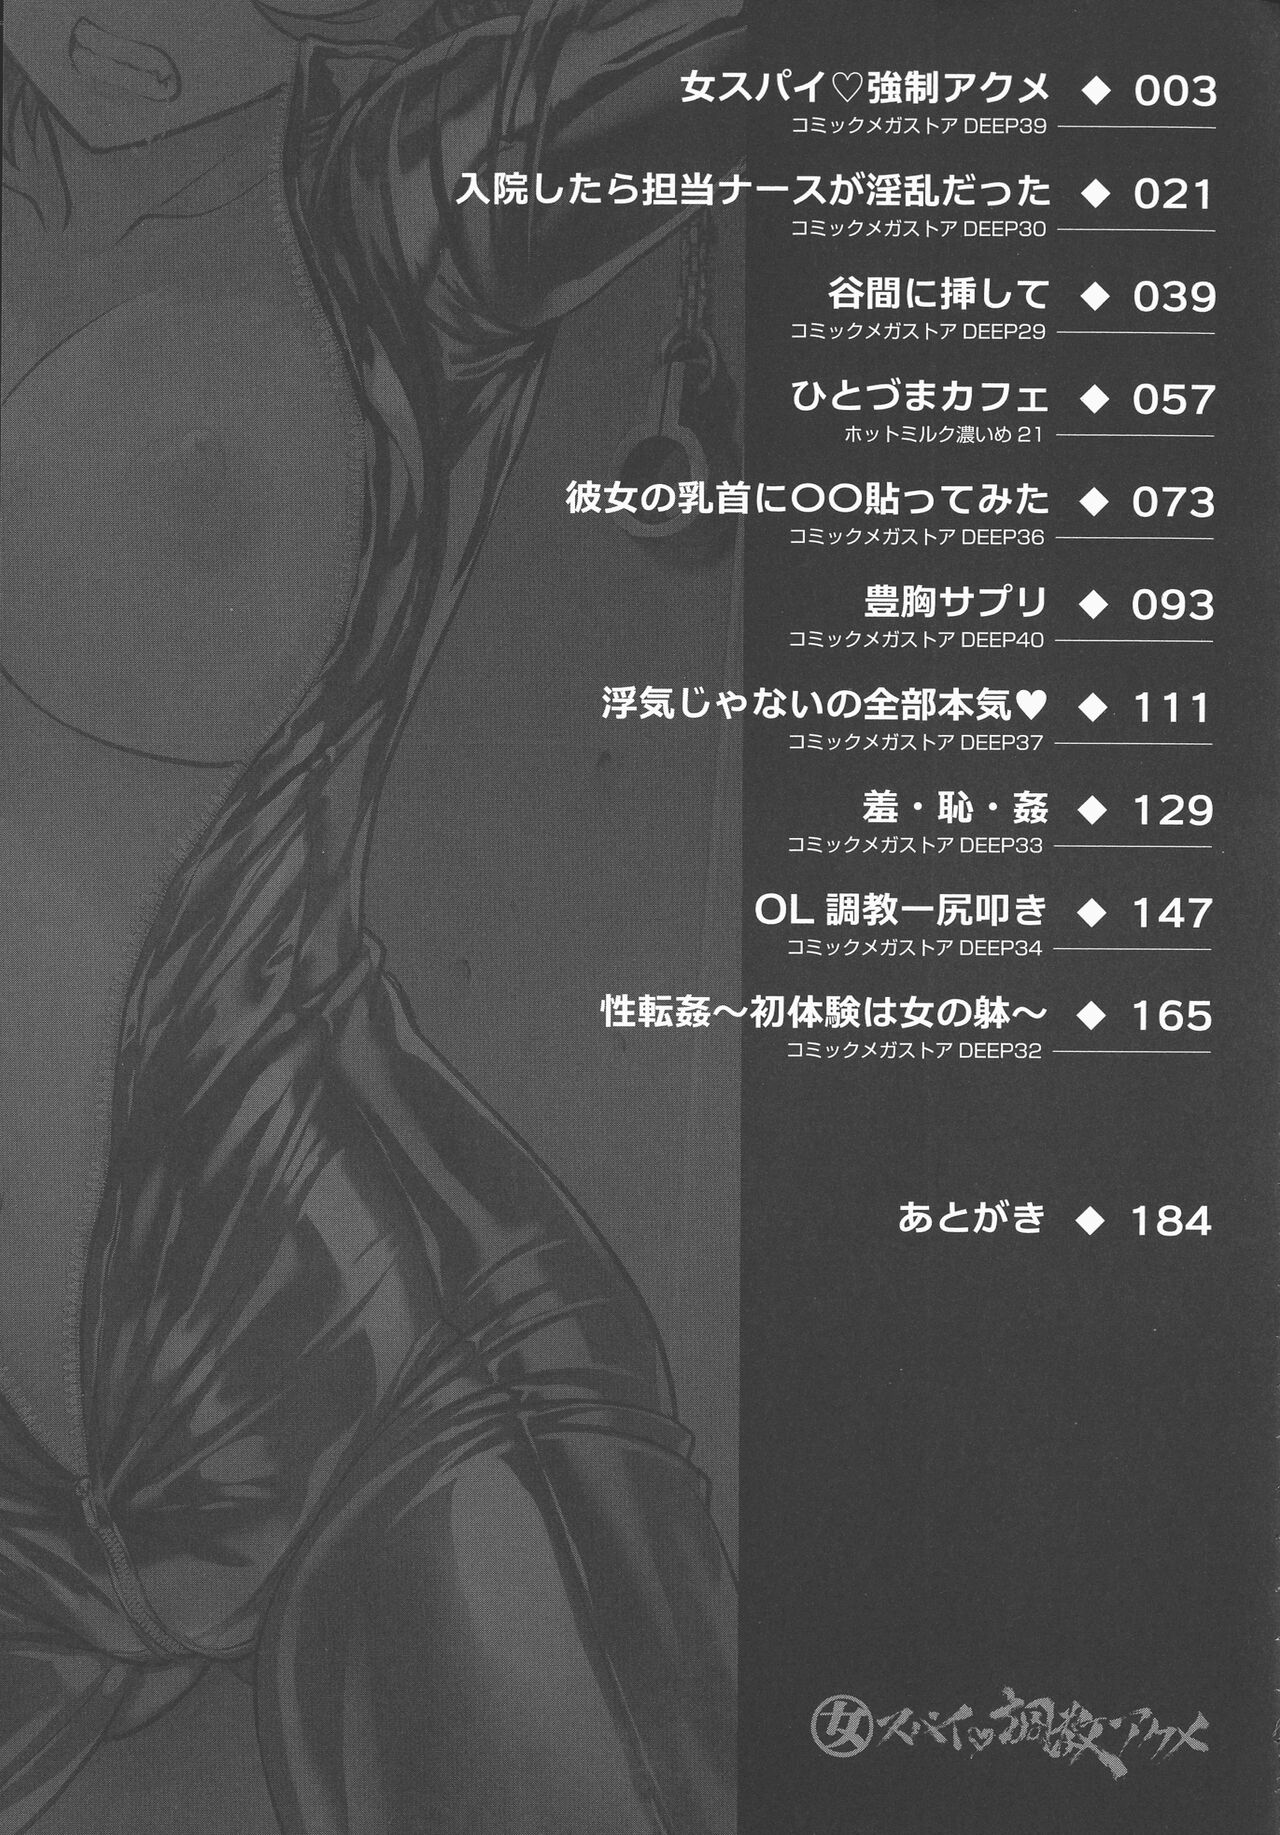 女スパイ♡強制アクメ ◆ 003
コミックメガストア DEEP39
入院したら担当ナースが淫乱だった ◆ 021
コミックメガストア DEEP30
谷間に挿して ◆ 039
コミックメガストア DEEP29
ひとづまカフェ ◆ 057
ホットミルク濃いめ 21
彼女の乳首に〇〇貼ってみた ◆ 073
コミックメガストア DEEP36
豊胸サプリ ◆ 093
コミックメガストア DEEP40
浮気じゃないの全部本気♥ ◆ 111
コミックメガストア DEEP37
羞・恥・姦 ◆ 129
コミックメガストア DEEP33
OL 調教一尻叩き ◆ 147
コミックメガストア DEEP34
性転姦～初体験は女の躰～ ◆ 165
コミックメガストア DEEP32
あとがき ◆ 184
女スパイ♡調教アクメ